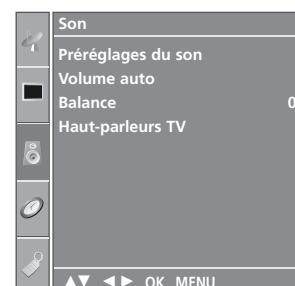 Son
Préréglages du son
Volume auto
Balance 0
Haut-parleurs TV
▲▼ ◄► OK MENU